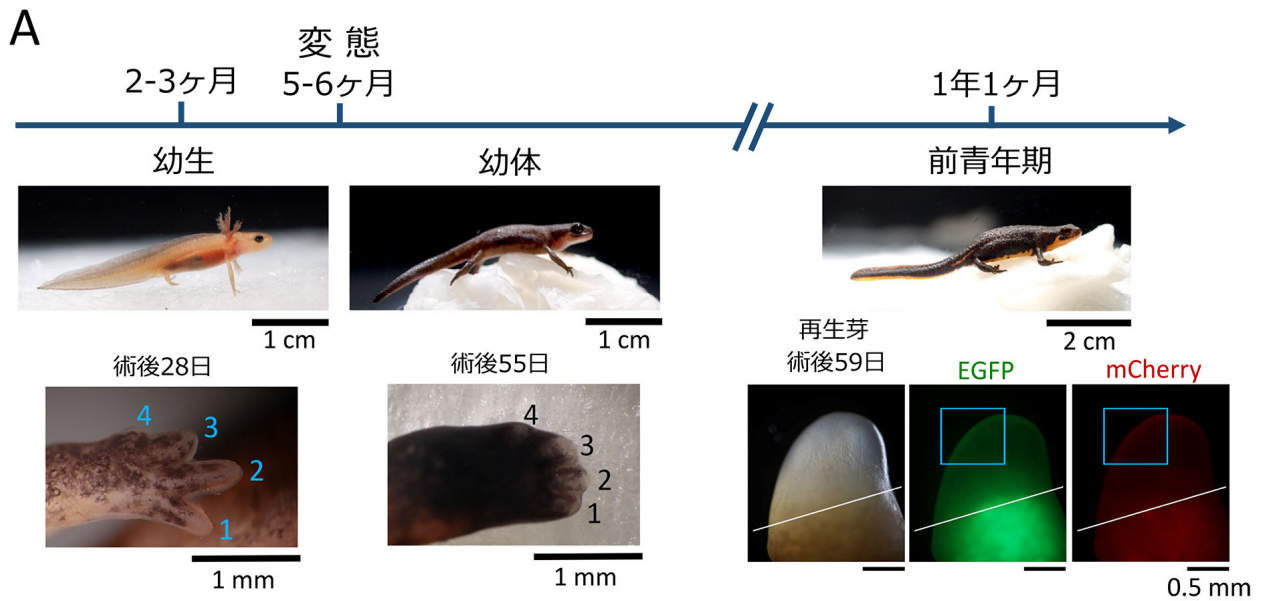 A
変 態
2-3ヶ月
5-6ヶ月
1年1ヶ月
幼生
幼体
前青年期
1 cm
1 cm
2 cm
術後28日
術後55日
再生芽
術後59日
EGFP
mCherry
4
3
2
1
4
3
2
1
1 mm
1 mm
0.5 mm